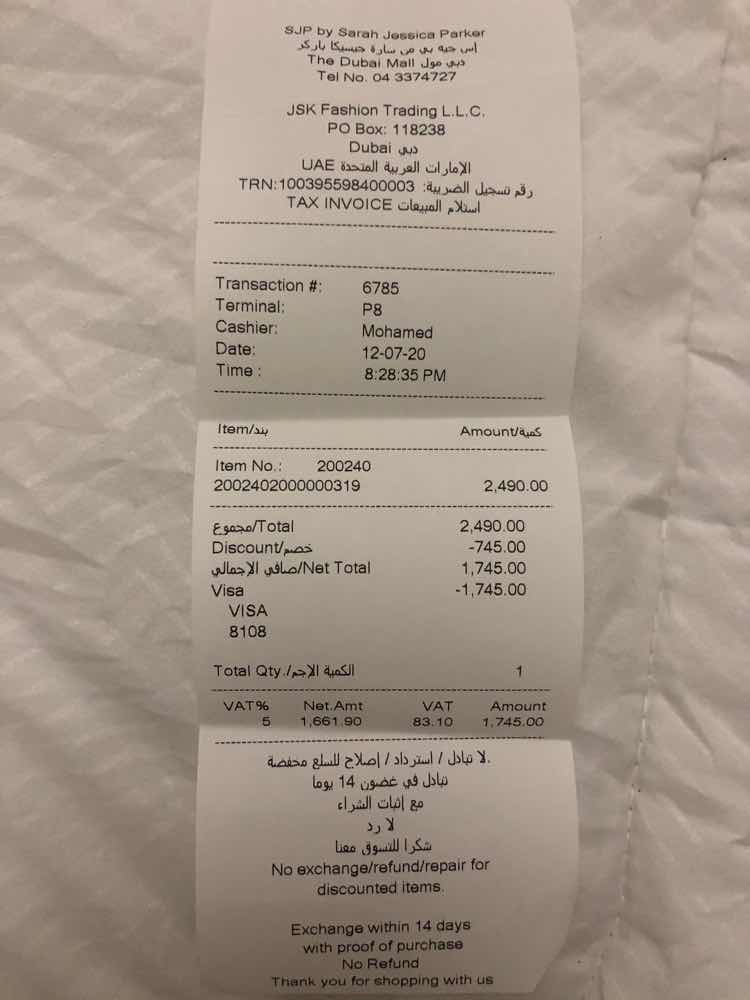 SJP by Sarah Jessica Parker
إس جيه بي من سارة جيسيكا باركر
The Dubai Mall دبي مول
Tel No. 04 3374727
JSK Fashion Trading L.L.C.
PO Box: 118238
Dubai دبي
UAE الإمارات العربية المتحدة
TRN:100395598400003 :رقم تسجيل الضريبة
TAX INVOICE استلام المبيعات
Transaction #: 6785
Terminal: P8
Cashier: Mohamed
Date: 12-07-20
Time : 8:28:35 PM
Item/بند Amount/كمية
Item No.: 200240
2002402000000319 2,490.00
مجموع/Total 2,490.00
Discount/خصم -745.00
صافي الإجمالي/Net Total 1,745.00
Visa -1,745.00
VISA
8108
Total Qty./الكمية الإجم 1
VAT% Net.Amt VAT Amount
5 1,661.90 83.10 1,745.00
لا تبادل / استرداد / إصلاح للسلع مخفضة.
تبادل في غضون 14 يوما
مع إثبات الشراء
لا رد
شكرا للتسوق معنا
No exchange/refund/repair for
discounted items.
Exchange within 14 days
with proof of purchase
No Refund
Thank you for shopping with us